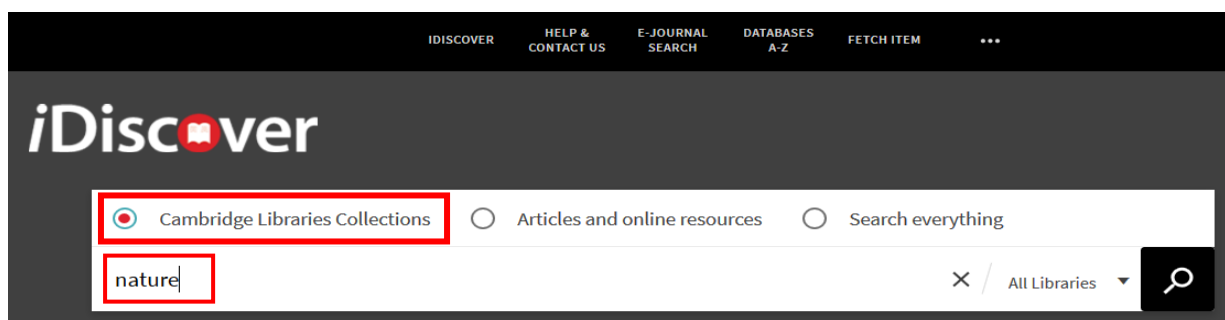 IDISCOVER HELP & CONTACT US E-JOURNAL SEARCH DATABASES A-Z FETCH ITEM •••
iDiscover
Cambridge Libraries Collections Articles and online resources Search everything
nature All Libraries